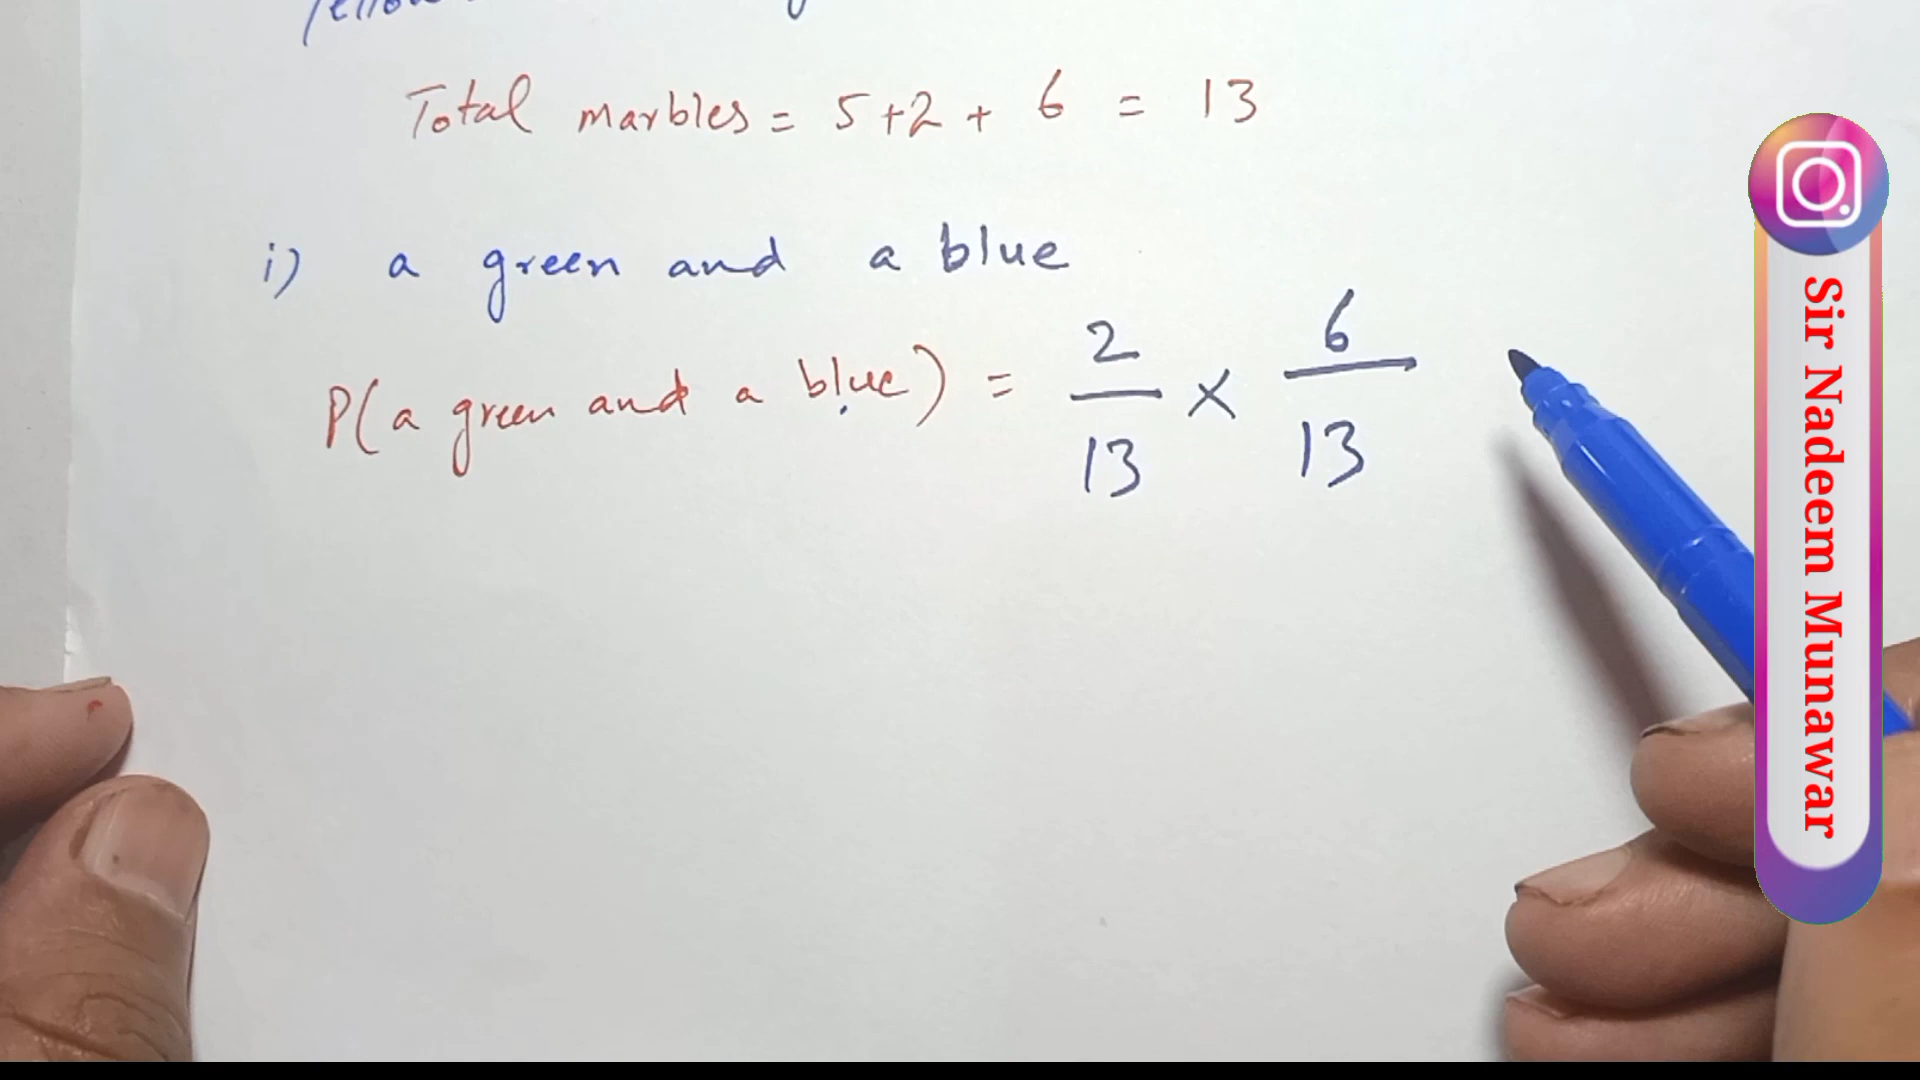 Yellow
Total marbles = 5+2 + 6 = 13
i) a green and a blue
P(a green and a blue) = 2/13 × 6/13
Sir Nadeem Munawar